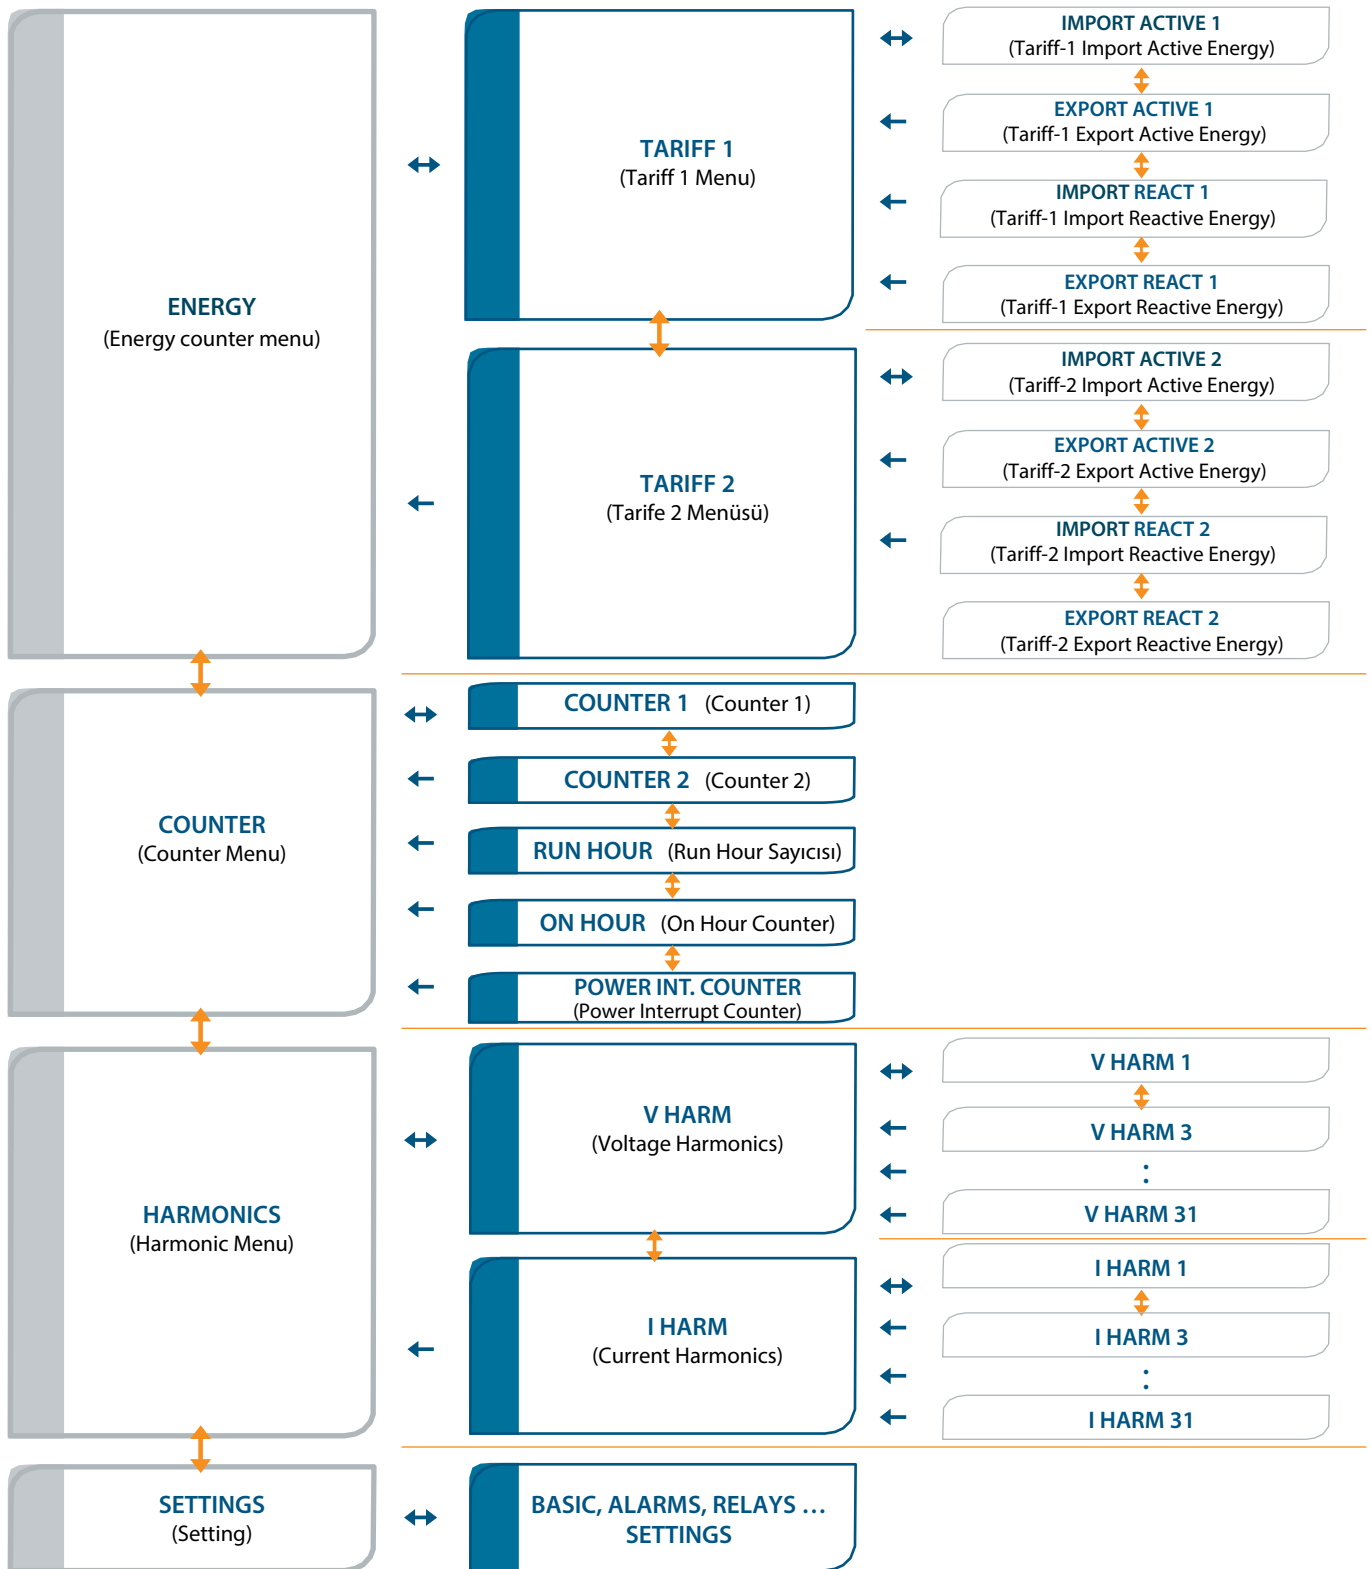 ENERGY
(Energy counter menu)
TARIFF 1
(Tariff 1 Menu)
IMPORT ACTIVE 1
(Tariff-1 Import Active Energy)
EXPORT ACTIVE 1
(Tariff-1 Export Active Energy)
IMPORT REACT 1
(Tariff-1 Import Reactive Energy)
EXPORT REACT 1
(Tariff-1 Export Reactive Energy)
TARIFF 2
(Tarife 2 Menüsü)
IMPORT ACTIVE 2
(Tariff-2 Import Active Energy)
EXPORT ACTIVE 2
(Tariff-2 Export Active Energy)
IMPORT REACT 2
(Tariff-2 Import Reactive Energy)
EXPORT REACT 2
(Tariff-2 Export Reactive Energy)
COUNTER
(Counter Menu)
COUNTER 1 (Counter 1)
COUNTER 2 (Counter 2)
RUN HOUR (Run Hour Sayıcısı)
ON HOUR (On Hour Counter)
POWER INT. COUNTER
(Power Interrupt Counter)
HARMONICS
(Harmonic Menu)
V HARM
(Voltage Harmonics)
V HARM 1
V HARM 3
:
V HARM 31
I HARM
(Current Harmonics)
I HARM 1
I HARM 3
:
I HARM 31
SETTINGS
(Setting)
BASIC, ALARMS, RELAYS ...
SETTINGS